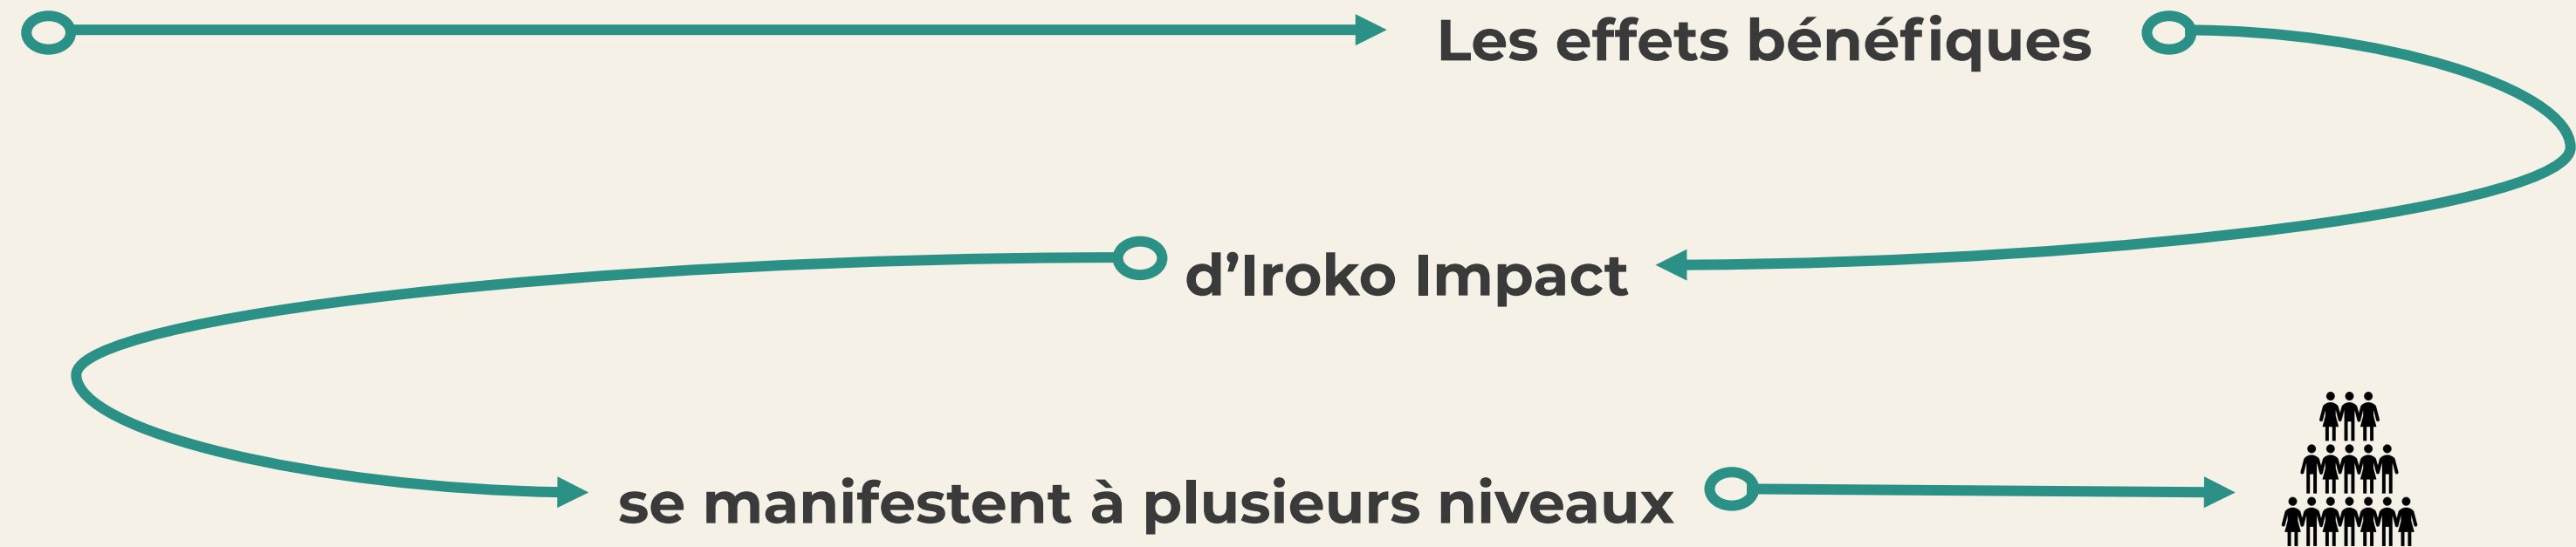 Les effets bénéfiques
d’Iroko Impact
se manifestent à plusieurs niveaux